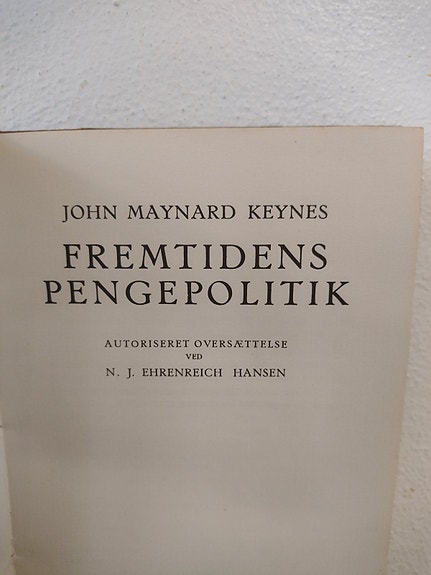 JOHN MAYNARD KEYNES
FREMTIDENS
PENGEPOLITIK
AUTORISERET OVERSÆTTELSE
VED
N. J. EHRENREICH HANSEN